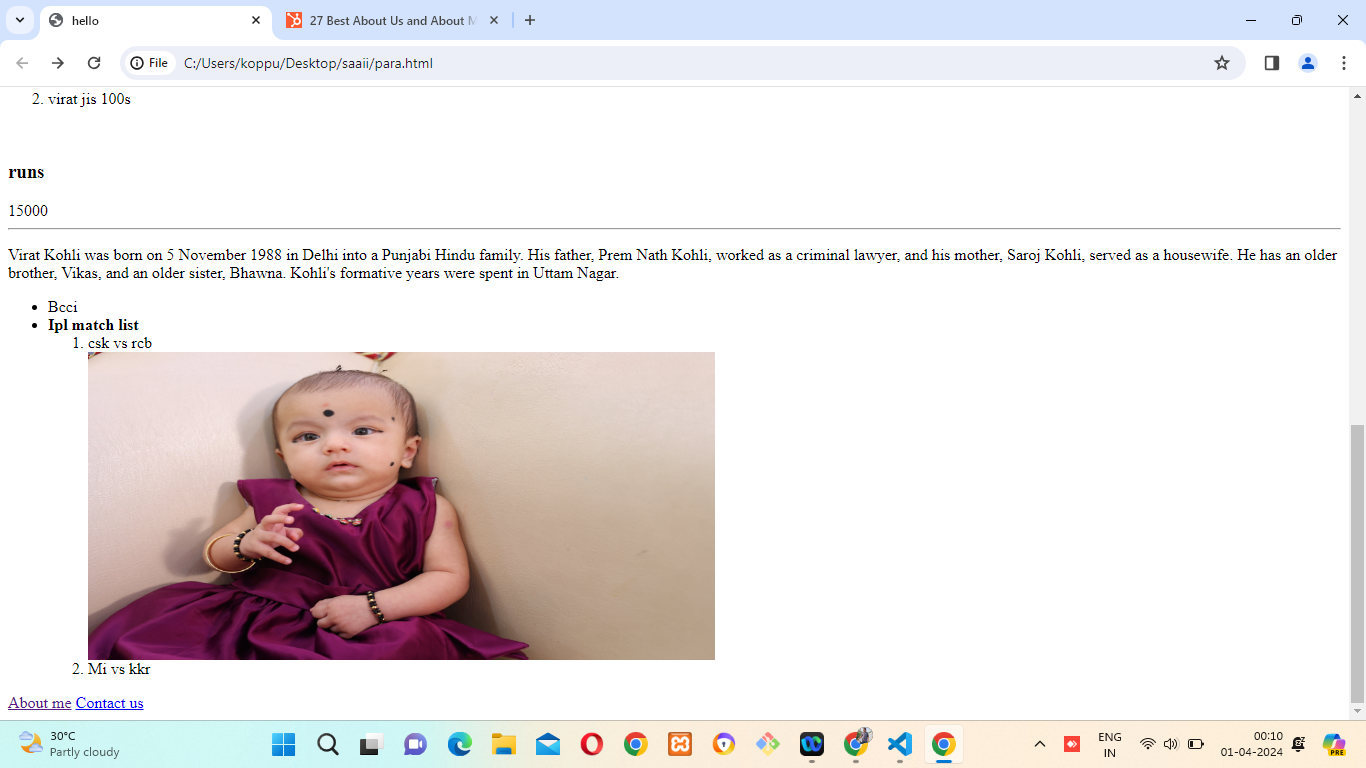 hello
27 Best About Us and About M
File
C:/Users/koppu/Desktop/saaii/para.html
2. virat jis 100s
runs
15000
Virat Kohli was born on 5 November 1988 in Delhi into a Punjabi Hindu family. His father, Prem Nath Kohli, worked as a criminal lawyer, and his mother, Saroj Kohli, served as a housewife. He has an older
brother, Vikas, and an older sister, Bhawna. Kohli's formative years were spent in Uttam Nagar.
• Bcci
• Ipl match list
1. csk vs rcb
2. Mi vs kkr
About me Contact us
30°C
Partly cloudy
ENG
IN
00:10
01-04-2024
PRE